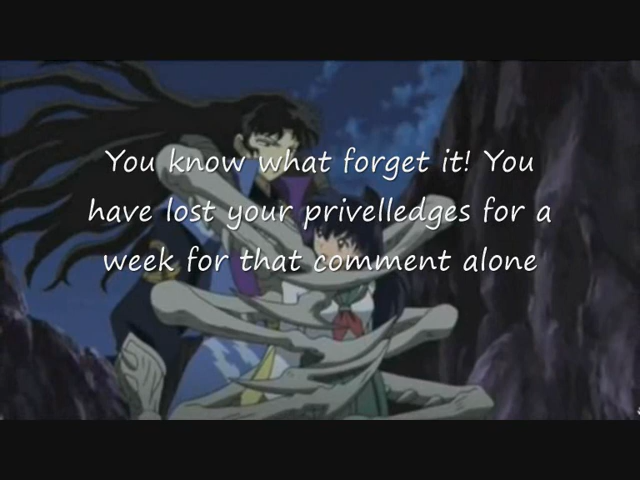 You know what forget it! You
have lost your privelledges for a
week for that comment alone